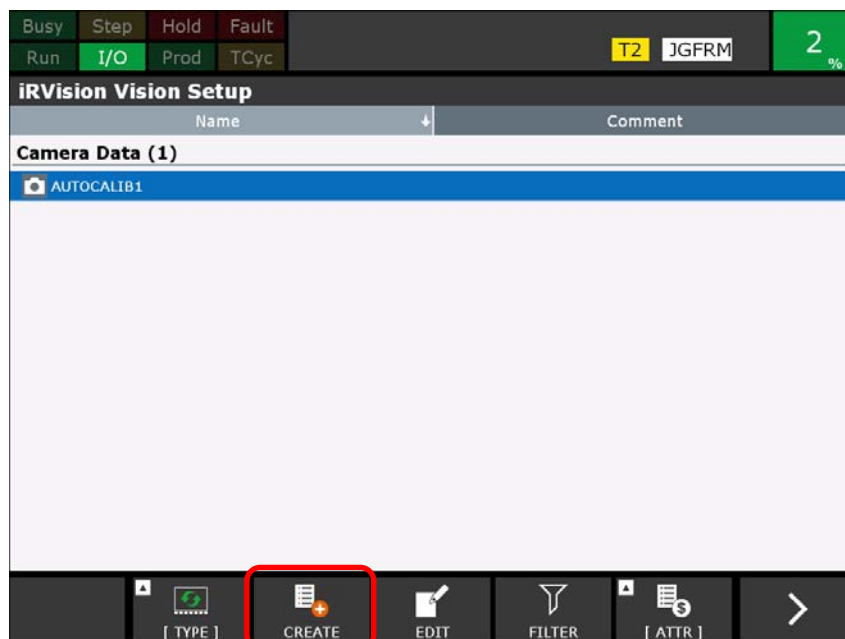 Busy Step Hold Fault
Run I/O Prod TCyc
T2 JGFRM
2 %
iRVision Vision Setup
Name Comment
Camera Data (1)
AUTOCALIB1
[ TYPE ] CREATE EDIT FILTER [ ATTR ]